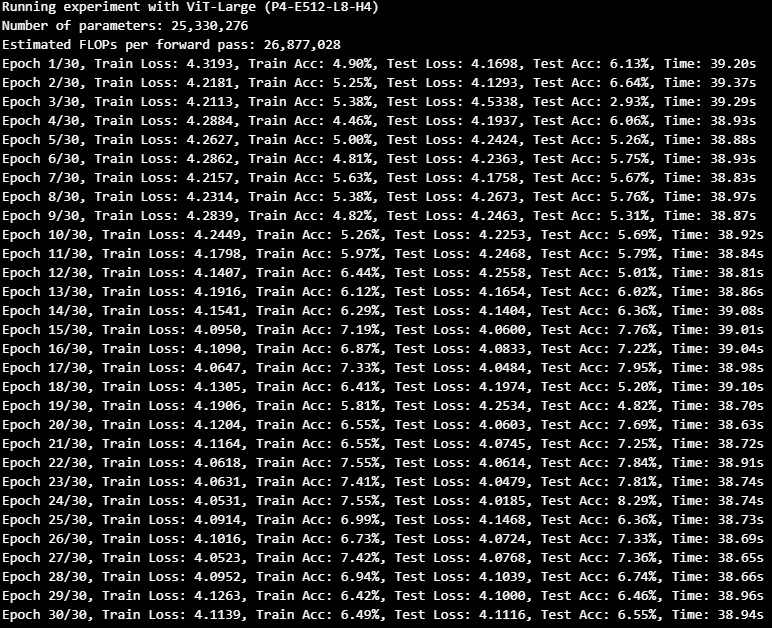 Running experiment with ViT-Large (P4-E512-L8-H4)
Number of parameters: 25,330,276
Estimated FLOPs per forward pass: 26,877,028
Epoch 1/30, Train Loss: 4.3193, Train Acc: 4.90%, Test Loss: 4.1698, Test Acc: 6.13%, Time: 39.20s
Epoch 2/30, Train Loss: 4.2181, Train Acc: 5.25%, Test Loss: 4.1293, Test Acc: 6.64%, Time: 39.37s
Epoch 3/30, Train Loss: 4.2113, Train Acc: 5.38%, Test Loss: 4.5338, Test Acc: 2.93%, Time: 39.29s
Epoch 4/30, Train Loss: 4.2884, Train Acc: 4.46%, Test Loss: 4.1937, Test Acc: 6.06%, Time: 38.93s
Epoch 5/30, Train Loss: 4.2627, Train Acc: 5.00%, Test Loss: 4.2424, Test Acc: 5.26%, Time: 38.88s
Epoch 6/30, Train Loss: 4.2862, Train Acc: 4.81%, Test Loss: 4.2363, Test Acc: 5.75%, Time: 38.93s
Epoch 7/30, Train Loss: 4.2157, Train Acc: 5.63%, Test Loss: 4.1758, Test Acc: 5.67%, Time: 38.83s
Epoch 8/30, Train Loss: 4.2314, Train Acc: 5.38%, Test Loss: 4.2673, Test Acc: 5.76%, Time: 38.97s
Epoch 9/30, Train Loss: 4.2839, Train Acc: 4.82%, Test Loss: 4.2463, Test Acc: 5.31%, Time: 38.87s
Epoch 10/30, Train Loss: 4.2449, Train Acc: 5.26%, Test Loss: 4.2253, Test Acc: 5.69%, Time: 38.92s
Epoch 11/30, Train Loss: 4.1798, Train Acc: 5.97%, Test Loss: 4.2468, Test Acc: 5.79%, Time: 38.84s
Epoch 12/30, Train Loss: 4.1407, Train Acc: 6.44%, Test Loss: 4.2558, Test Acc: 5.01%, Time: 38.81s
Epoch 13/30, Train Loss: 4.1916, Train Acc: 6.12%, Test Loss: 4.1654, Test Acc: 6.02%, Time: 38.86s
Epoch 14/30, Train Loss: 4.1541, Train Acc: 6.29%, Test Loss: 4.1404, Test Acc: 6.36%, Time: 39.08s
Epoch 15/30, Train Loss: 4.0950, Train Acc: 7.19%, Test Loss: 4.0600, Test Acc: 7.76%, Time: 39.01s
Epoch 16/30, Train Loss: 4.1090, Train Acc: 6.87%, Test Loss: 4.0833, Test Acc: 7.22%, Time: 39.04s
Epoch 17/30, Train Loss: 4.0647, Train Acc: 7.33%, Test Loss: 4.0484, Test Acc: 7.95%, Time: 38.98s
Epoch 18/30, Train Loss: 4.1305, Train Acc: 6.41%, Test Loss: 4.1974, Test Acc: 5.20%, Time: 39.10s
Epoch 19/30, Train Loss: 4.1906, Train Acc: 5.81%, Test Loss: 4.2534, Test Acc: 4.82%, Time: 38.70s
Epoch 20/30, Train Loss: 4.1204, Train Acc: 6.55%, Test Loss: 4.0603, Test Acc: 7.69%, Time: 38.63s
Epoch 21/30, Train Loss: 4.1164, Train Acc: 6.55%, Test Loss: 4.0745, Test Acc: 7.25%, Time: 38.72s
Epoch 22/30, Train Loss: 4.0618, Train Acc: 7.55%, Test Loss: 4.0614, Test Acc: 7.84%, Time: 38.91s
Epoch 23/30, Train Loss: 4.0631, Train Acc: 7.41%, Test Loss: 4.0479, Test Acc: 7.81%, Time: 38.74s
Epoch 24/30, Train Loss: 4.0531, Train Acc: 7.55%, Test Loss: 4.0185, Test Acc: 8.29%, Time: 38.74s
Epoch 25/30, Train Loss: 4.0914, Train Acc: 6.99%, Test Loss: 4.1468, Test Acc: 6.36%, Time: 38.73s
Epoch 26/30, Train Loss: 4.1016, Train Acc: 6.73%, Test Loss: 4.0724, Test Acc: 7.33%, Time: 38.69s
Epoch 27/30, Train Loss: 4.0523, Train Acc: 7.42%, Test Loss: 4.0768, Test Acc: 7.36%, Time: 38.65s
Epoch 28/30, Train Loss: 4.0952, Train Acc: 6.94%, Test Loss: 4.1039, Test Acc: 6.74%, Time: 38.66s
Epoch 29/30, Train Loss: 4.1263, Train Acc: 6.42%, Test Loss: 4.1000, Test Acc: 6.46%, Time: 38.96s
Epoch 30/30, Train Loss: 4.1139, Train Acc: 6.49%, Test Loss: 4.1116, Test Acc: 6.55%, Time: 38.94s